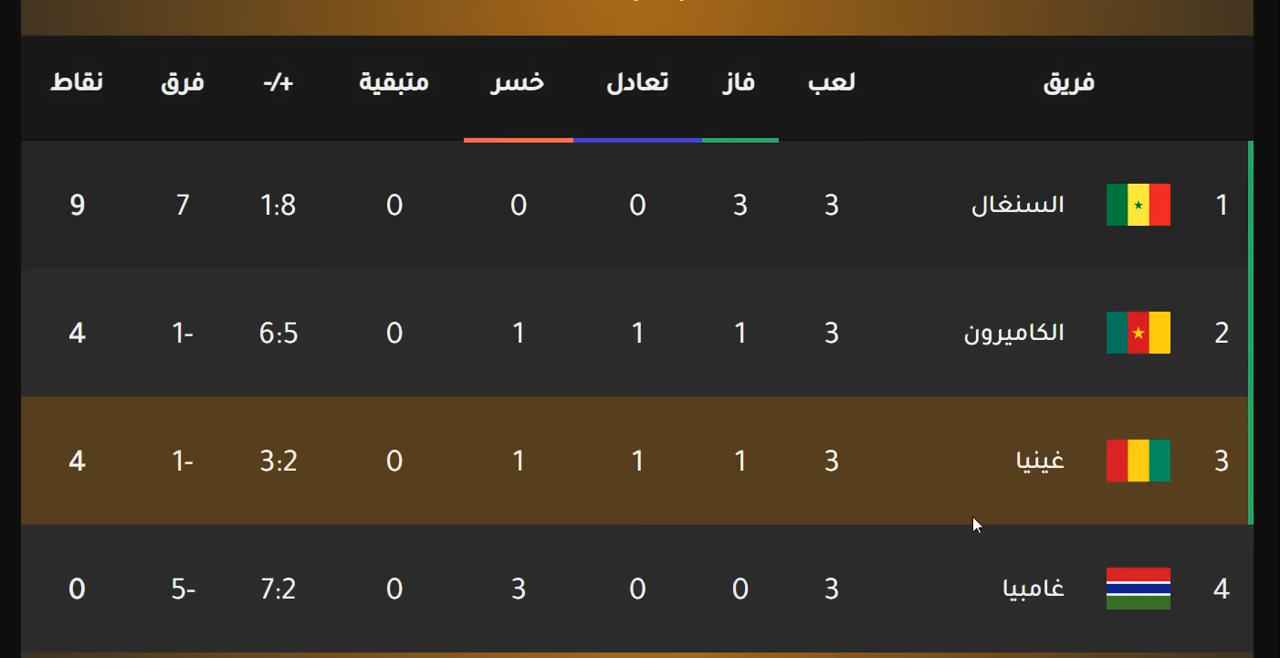 فريق لعب فاز تعادل خسر متبقية +/- فرق نقاط
1 السنغال 3 3 0 0 0 1:8 7 9
2 الكاميرون 3 1 1 1 0 6:5 1- 4
3 غينيا 3 1 1 1 0 3:2 1- 4
4 غامبيا 3 0 0 3 0 7:2 5- 0